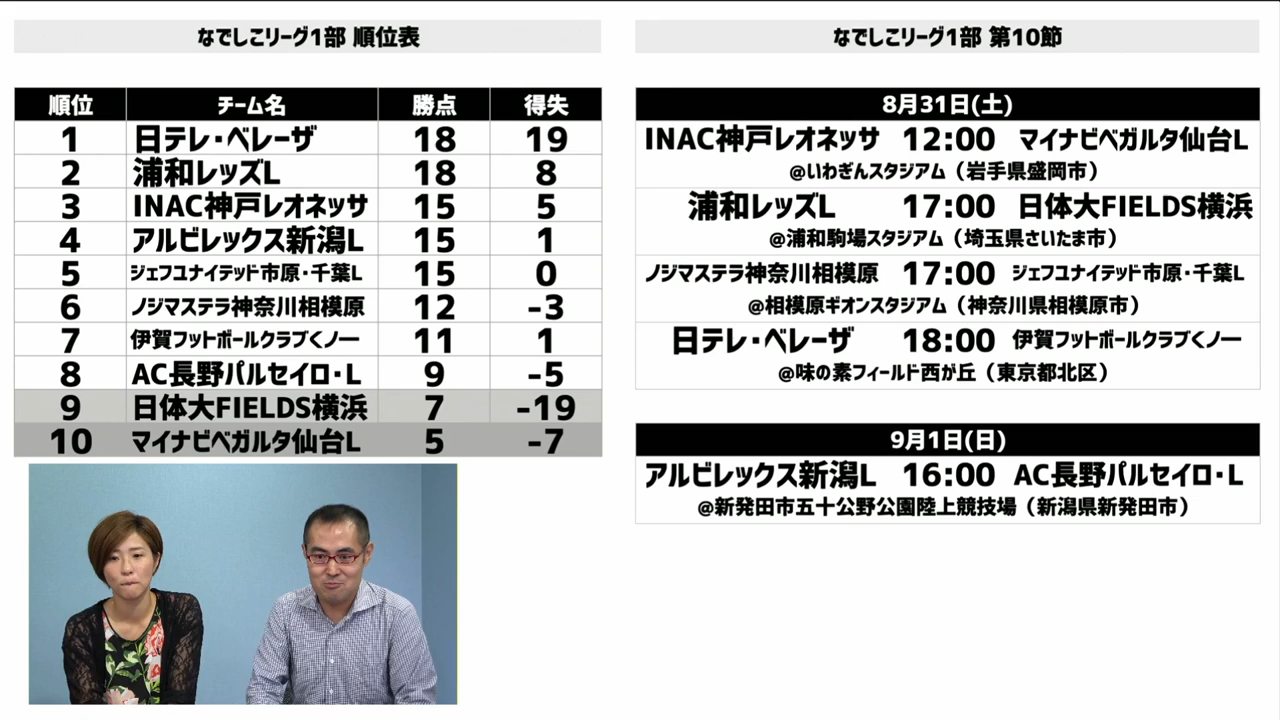 なでしこリーグ1部 順位表
順位 チーム名 勝点 得失
1 日テレ・ベレーザ 18 19
2 浦和レッズL 18 8
3 INAC神戸レオネッサ 15 5
4 アルビレックス新潟L 15 1
5 ジェフユナイテッド市原・千葉L 15 0
6 ノジマステラ神奈川相模原 12 -3
7 伊賀フットボールクラブくノ一 11 1
8 AC長野パルセイロ・L 9 -5
9 日体大FIELDS横浜 7 -19
10 マイナビベガルタ仙台L 5 -7
なでしこリーグ1部 第10節
8月31日(土)
INAC神戸レオネッサ 12:00 マイナビベガルタ仙台L
@いわぎんスタジアム（岩手県盛岡市）
浦和レッズL 17:00 日体大FIELDS横浜
@浦和駒場スタジアム（埼玉県さいたま市）
ノジマステラ神奈川相模原 17:00 ジェフユナイテッド市原・千葉L
@相模原ギオンスタジアム（神奈川県相模原市）
日テレ・ベレーザ 18:00 伊賀フットボールクラブくノ一
@味の素フィールド西が丘（東京都北区）
9月1日(日)
アルビレックス新潟L 16:00 AC長野パルセイロ・L
@新発田市五十公野公園陸上競技場（新潟県新発田市）